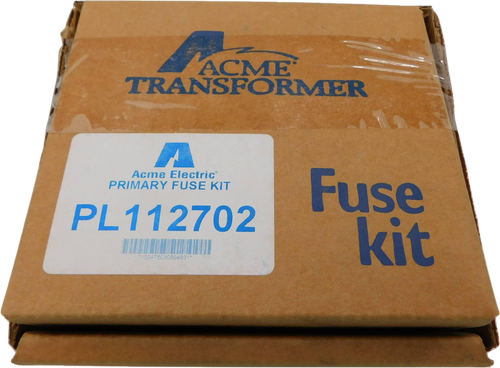 ACME
TRANSFORMER
Acme Electric®
PRIMARY FUSE KIT
PL112702
Fuse
kit